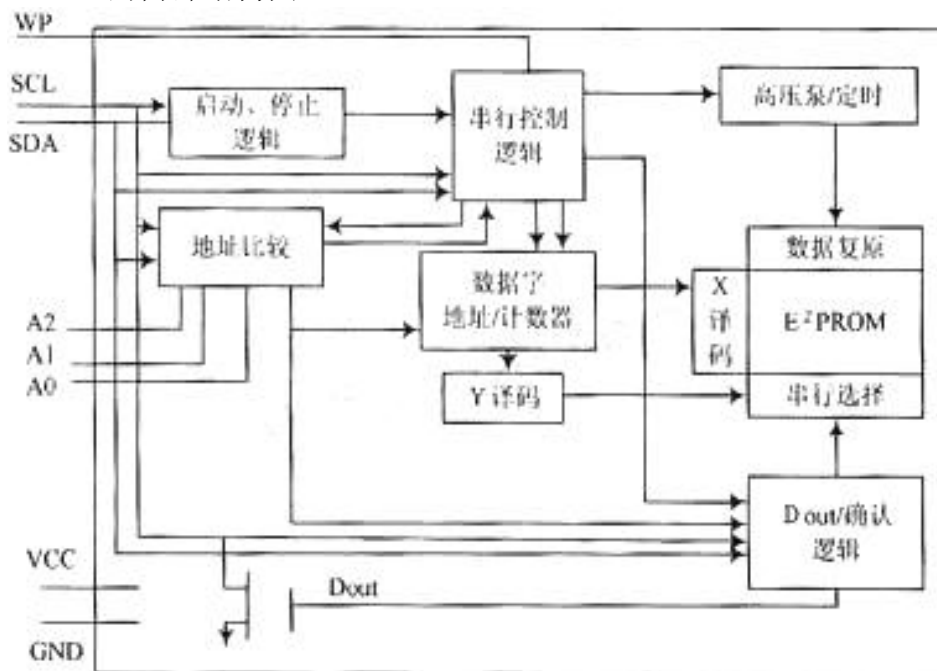 WP
SCL
SDA
启动、停止
逻辑
串行控制
逻辑
高压泵/定时
地址比较
数据字
地址/计数器
X
译
码
数据复原
E²PROM
串行选择
A2
A1
A0
Y译码
Dout/确认
逻辑
VCC
GND
Dout